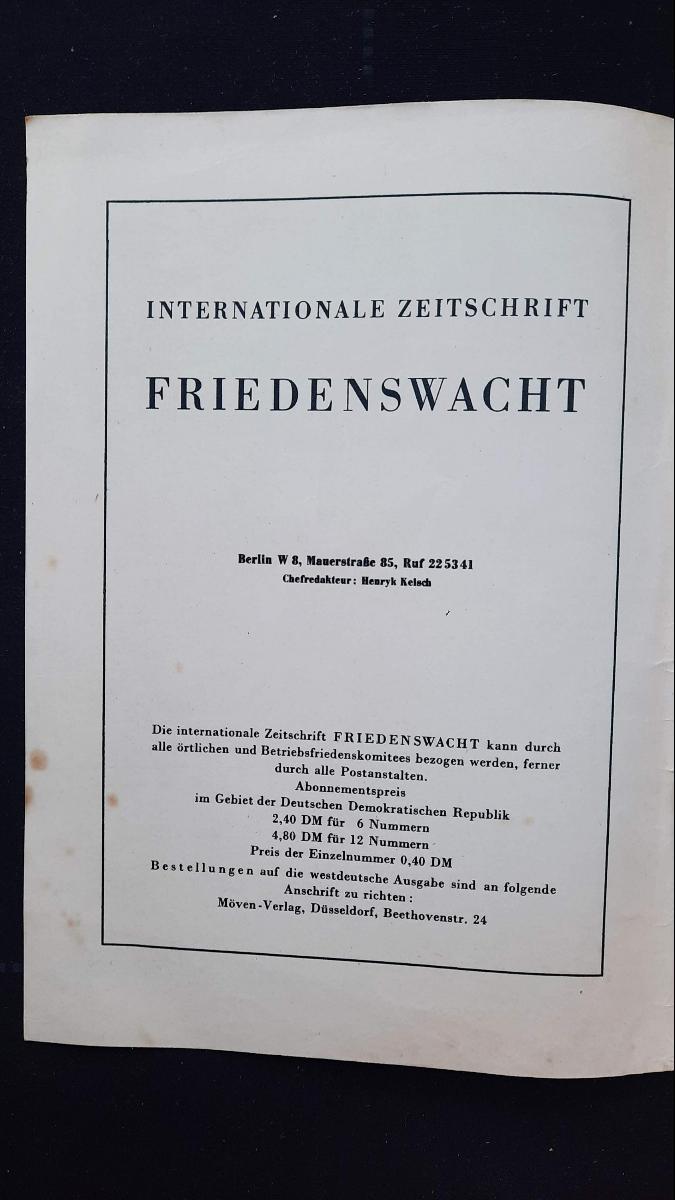 INTERNATIONALE ZEITSCHRIFT
FRIEDENSWACHT
Berlin W 8, Mauerstraße 85, Ruf 225341
Chefredakteur: Henryk Keisch
Die internationale Zeitschrift FRIEDENSWACHT kann durch
alle örtlichen und Betriebsfriedenskomitees bezogen werden, ferner
durch alle Postanstalten.
Abonnementspreis
im Gebiet der Deutschen Demokratischen Republik
2,40 DM für 6 Nummern
4,80 DM für 12 Nummern
Preis der Einzelnummer 0,40 DM
Bestellungen auf die westdeutsche Ausgabe sind an folgende
Anschrift zu richten:
Möven-Verlag, Düsseldorf, Beethovenstr. 24